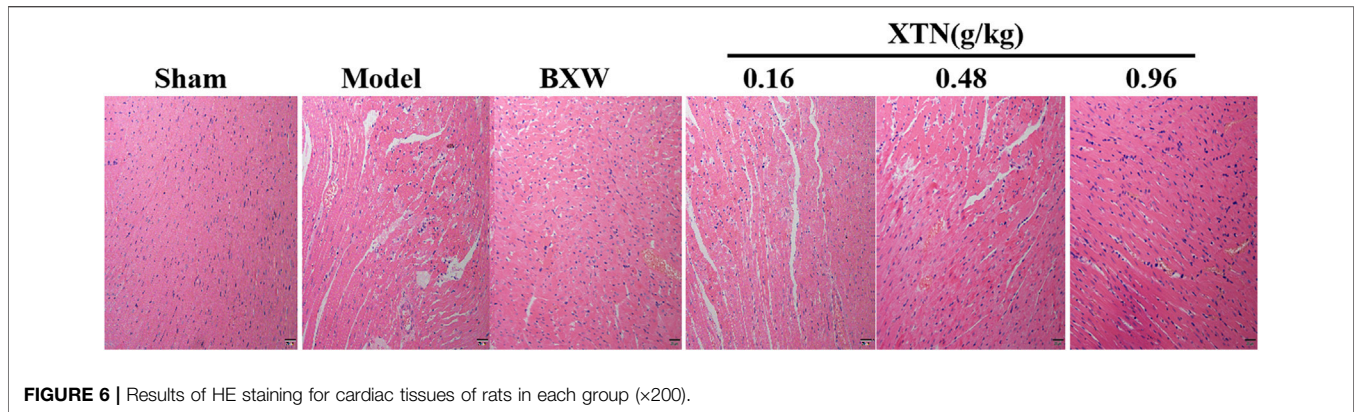 XTN(g/kg)
Sham Model BXW 0.16 0.48 0.96
FIGURE 6 | Results of HE staining for cardiac tissues of rats in each group (×200).